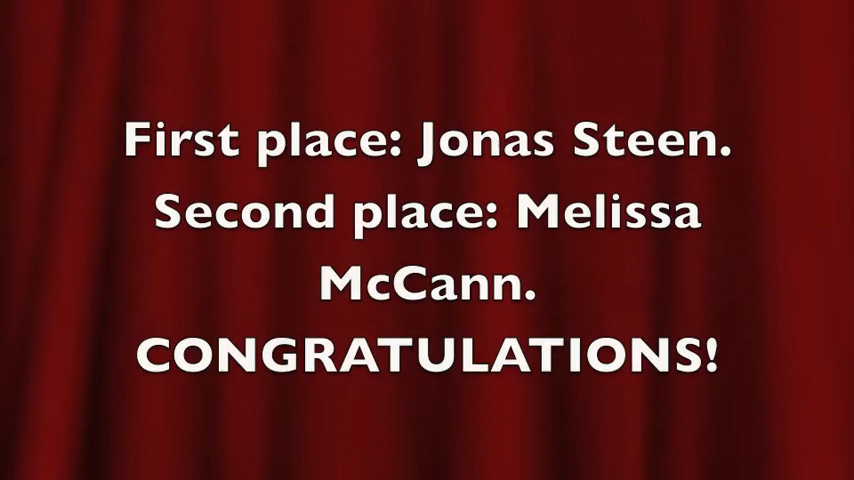 First place: Jonas Steen.
Second place: Melissa
McCann.
CONGRATULATIONS!